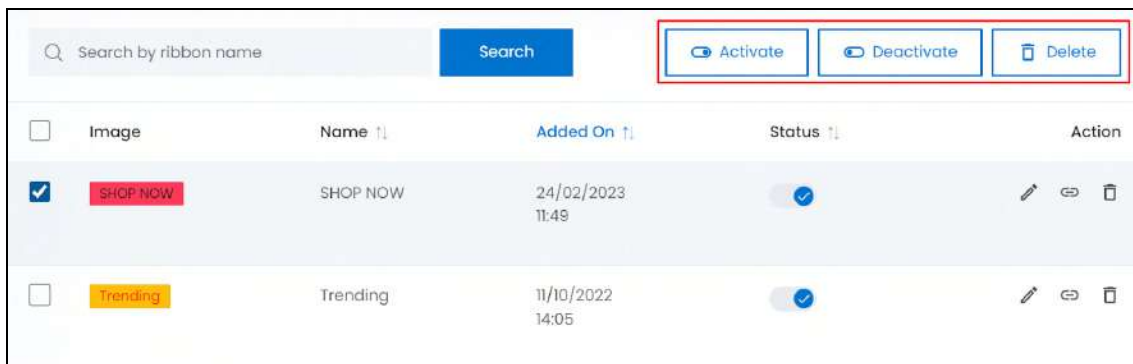 Search by ribbon name Search Activate Deactivate Delete
Image Name Added On Status Action
SHOP NOW SHOP NOW 24/02/2023
11:49
Trending Trending 11/10/2022
14:05